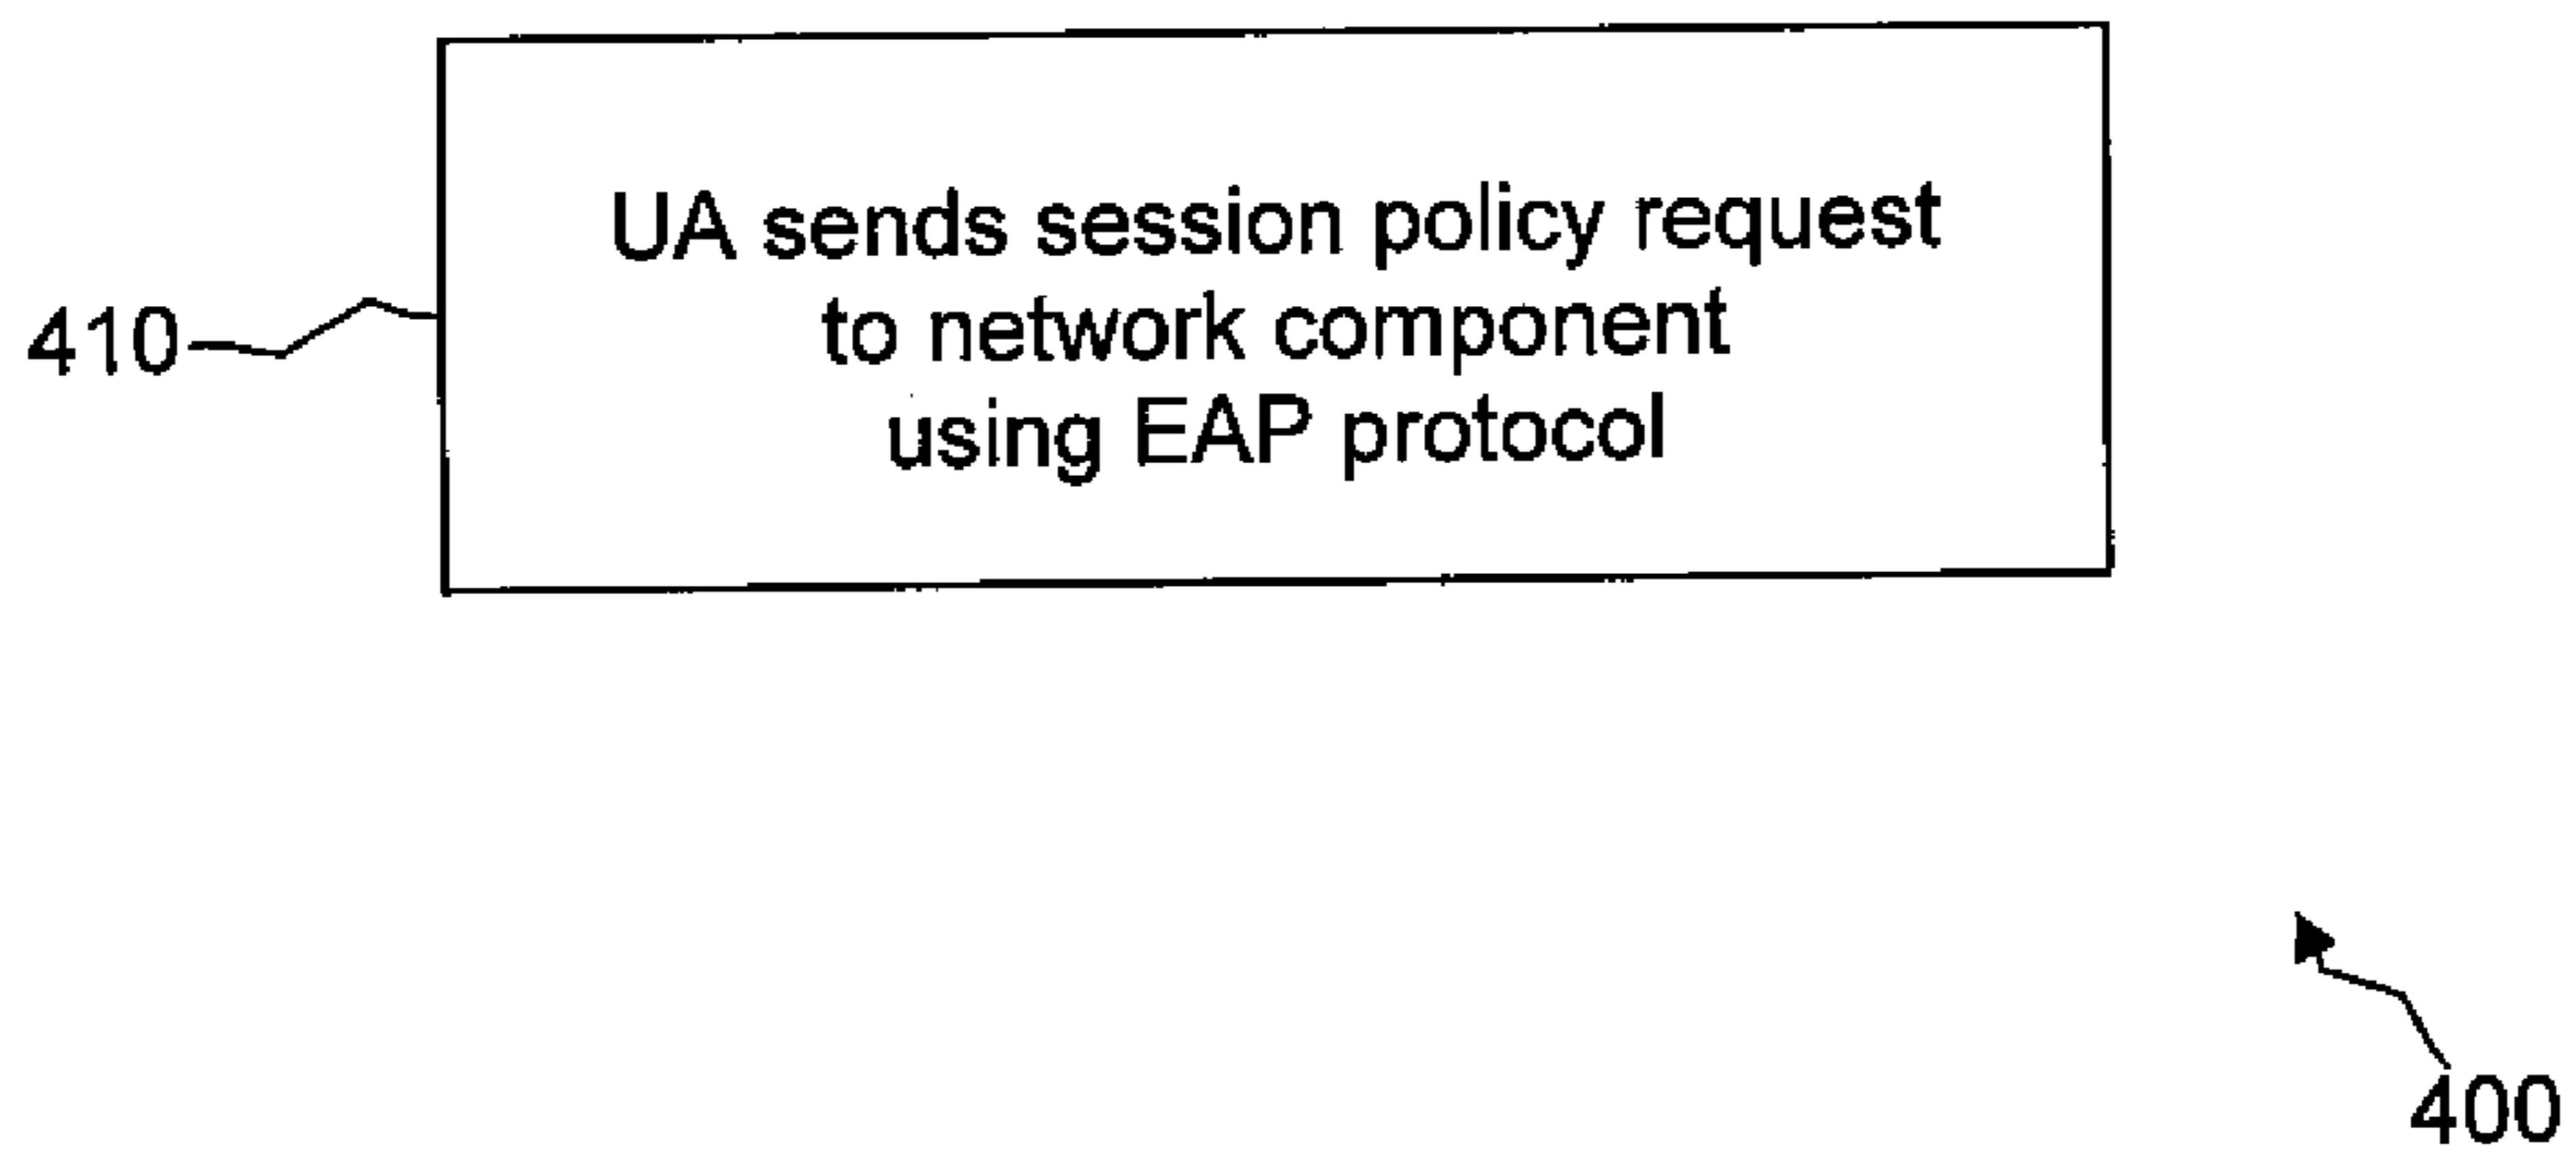 UA sends session policy request
to network component
using EAP protocol
410
400